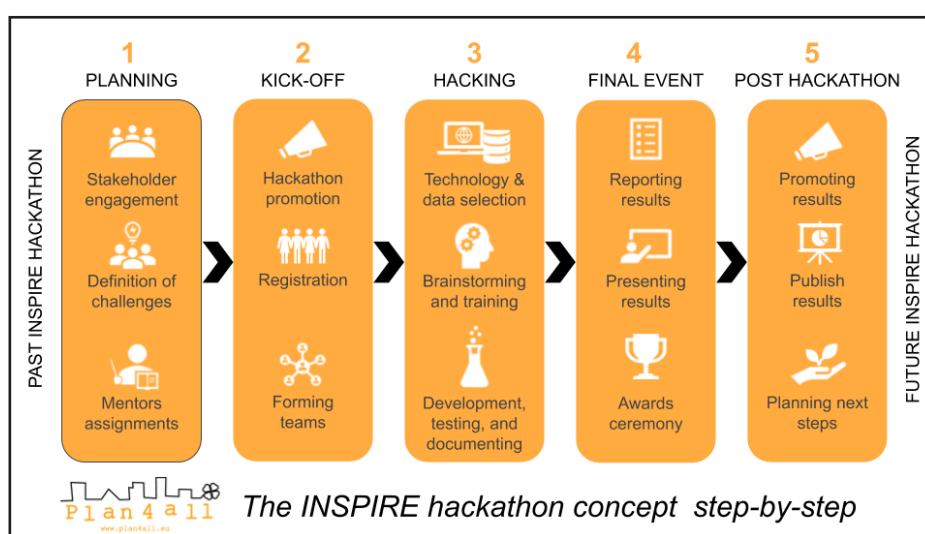 1
PLANNING
Stakeholder
engagement
Definition of
challenges
Mentors
assignments
2
KICK-OFF
Hackathon
promotion
Registration
Forming
teams
3
HACKING
Technology &
data selection
Brainstorming
and training
Development,
testing, and
documenting
4
FINAL EVENT
Reporting
results
Presenting
results
Awards
ceremony
5
POST HACKATHON
Promoting
results
Publish
results
Planning next
steps
PAST INSPIRE HACKATHON
FUTURE INSPIRE HACKATHON
Plan4all
www.plan4all.eu
The INSPIRE hackathon concept step-by-step